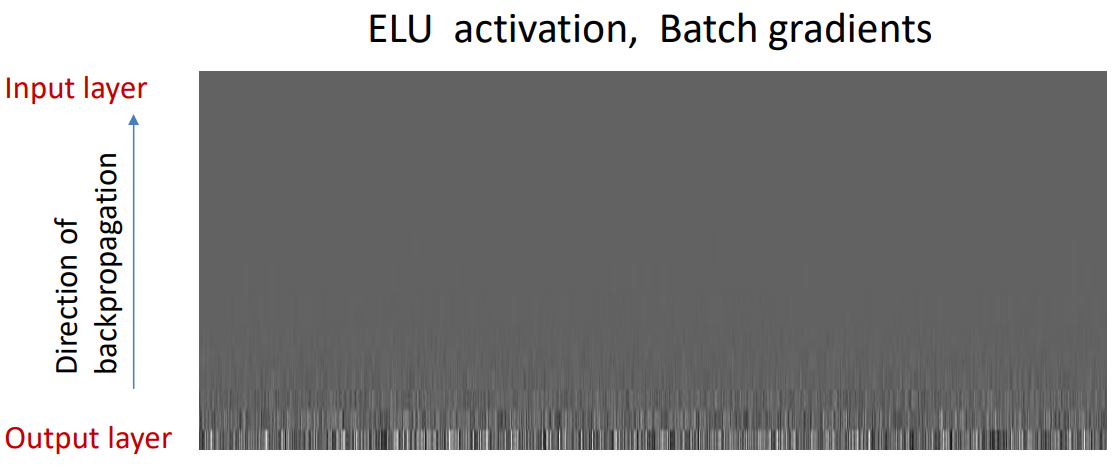 ELU activation, Batch gradients
Input layer
Direction of
backpropagation
Output layer